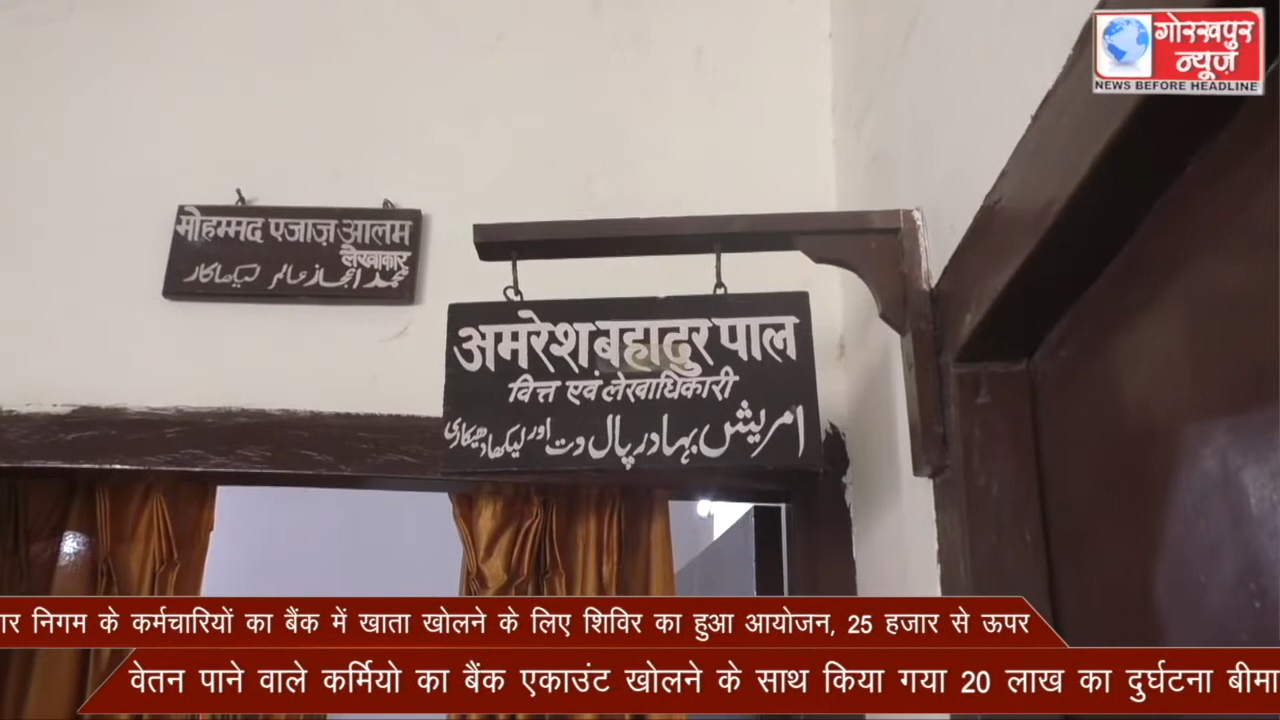 गोरखपुर
न्यूज़
NEWS BEFORE HEADLINE
मोहम्मद एजाज़ आलम
लेखाकार
محمد اعجاز عالم لیکھاکار
अमरेश बहादुर पाल
वित्त एवं लेखाधिकारी
امریش بہادر پال وت اور لیکھادھیکاری
निगम के कर्मचारियों का बैंक में खाता खोलने के लिए शिविर का हुआ आयोजन, 25 हजार से ऊपर
वेतन पाने वाले कर्मियो का बैंक एकाउंट खोलने के साथ किया गया 20 लाख का दुर्घटना बीमा